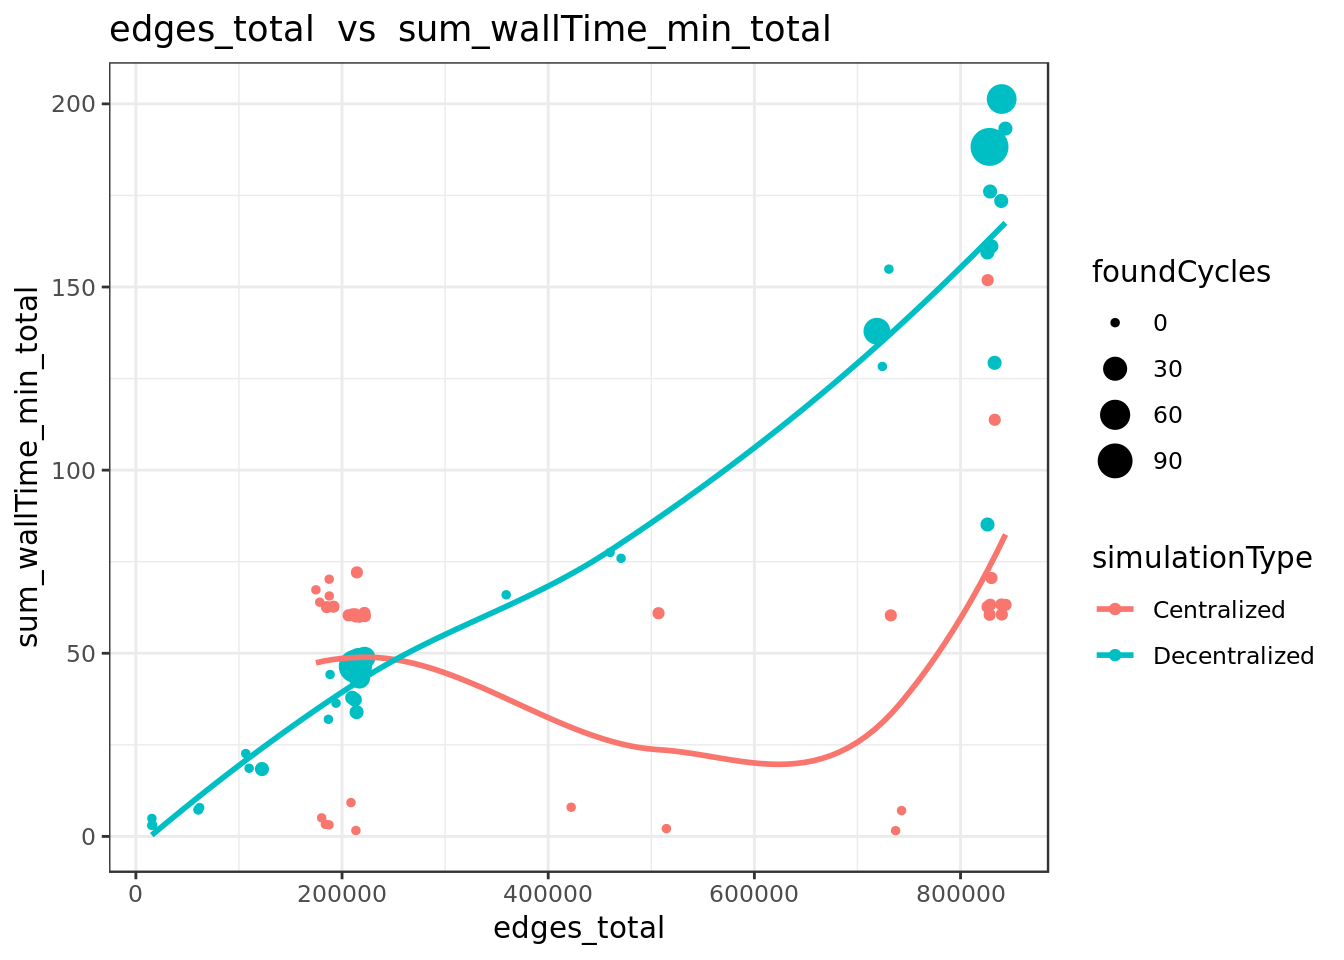 edges_total  vs  sum_wallTime_min_total
sum_wallTime_min_total
200
150
100
50
0
0
200000
400000
600000
800000
edges_total
foundCycles
0
30
60
90
simulationType
Centralized
Decentralized